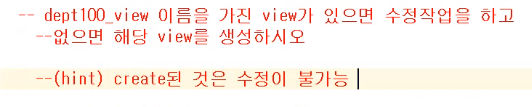 -- dept100_view 이름을 가진 view가 있으면 수정작업을 하고
--없으면 해당 view를 생성하시오
--(hint) create된 것은 수정이 불가능